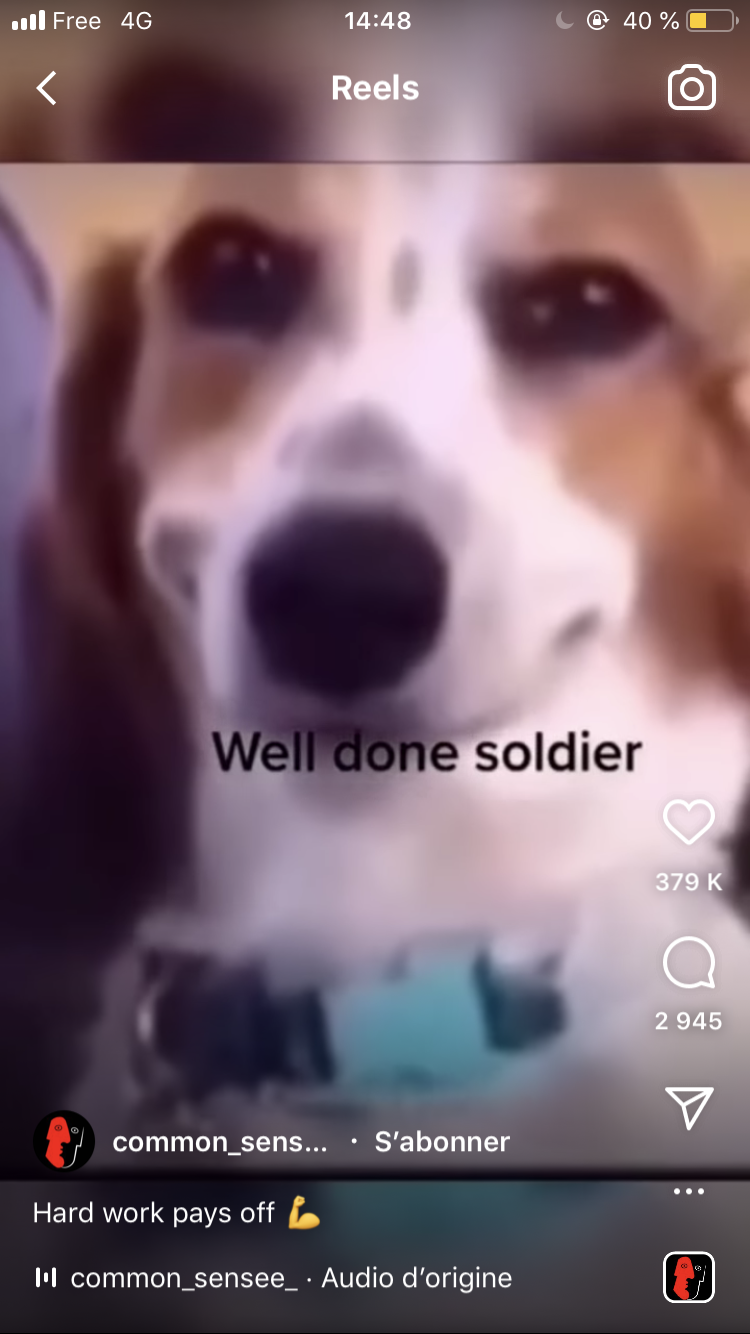 Free 4G 14:48 40 %
Reels
Well done soldier
379 K
2 945
common_sens... · S’abonner
Hard work pays off 💪
common_sensee_ · Audio d’origine